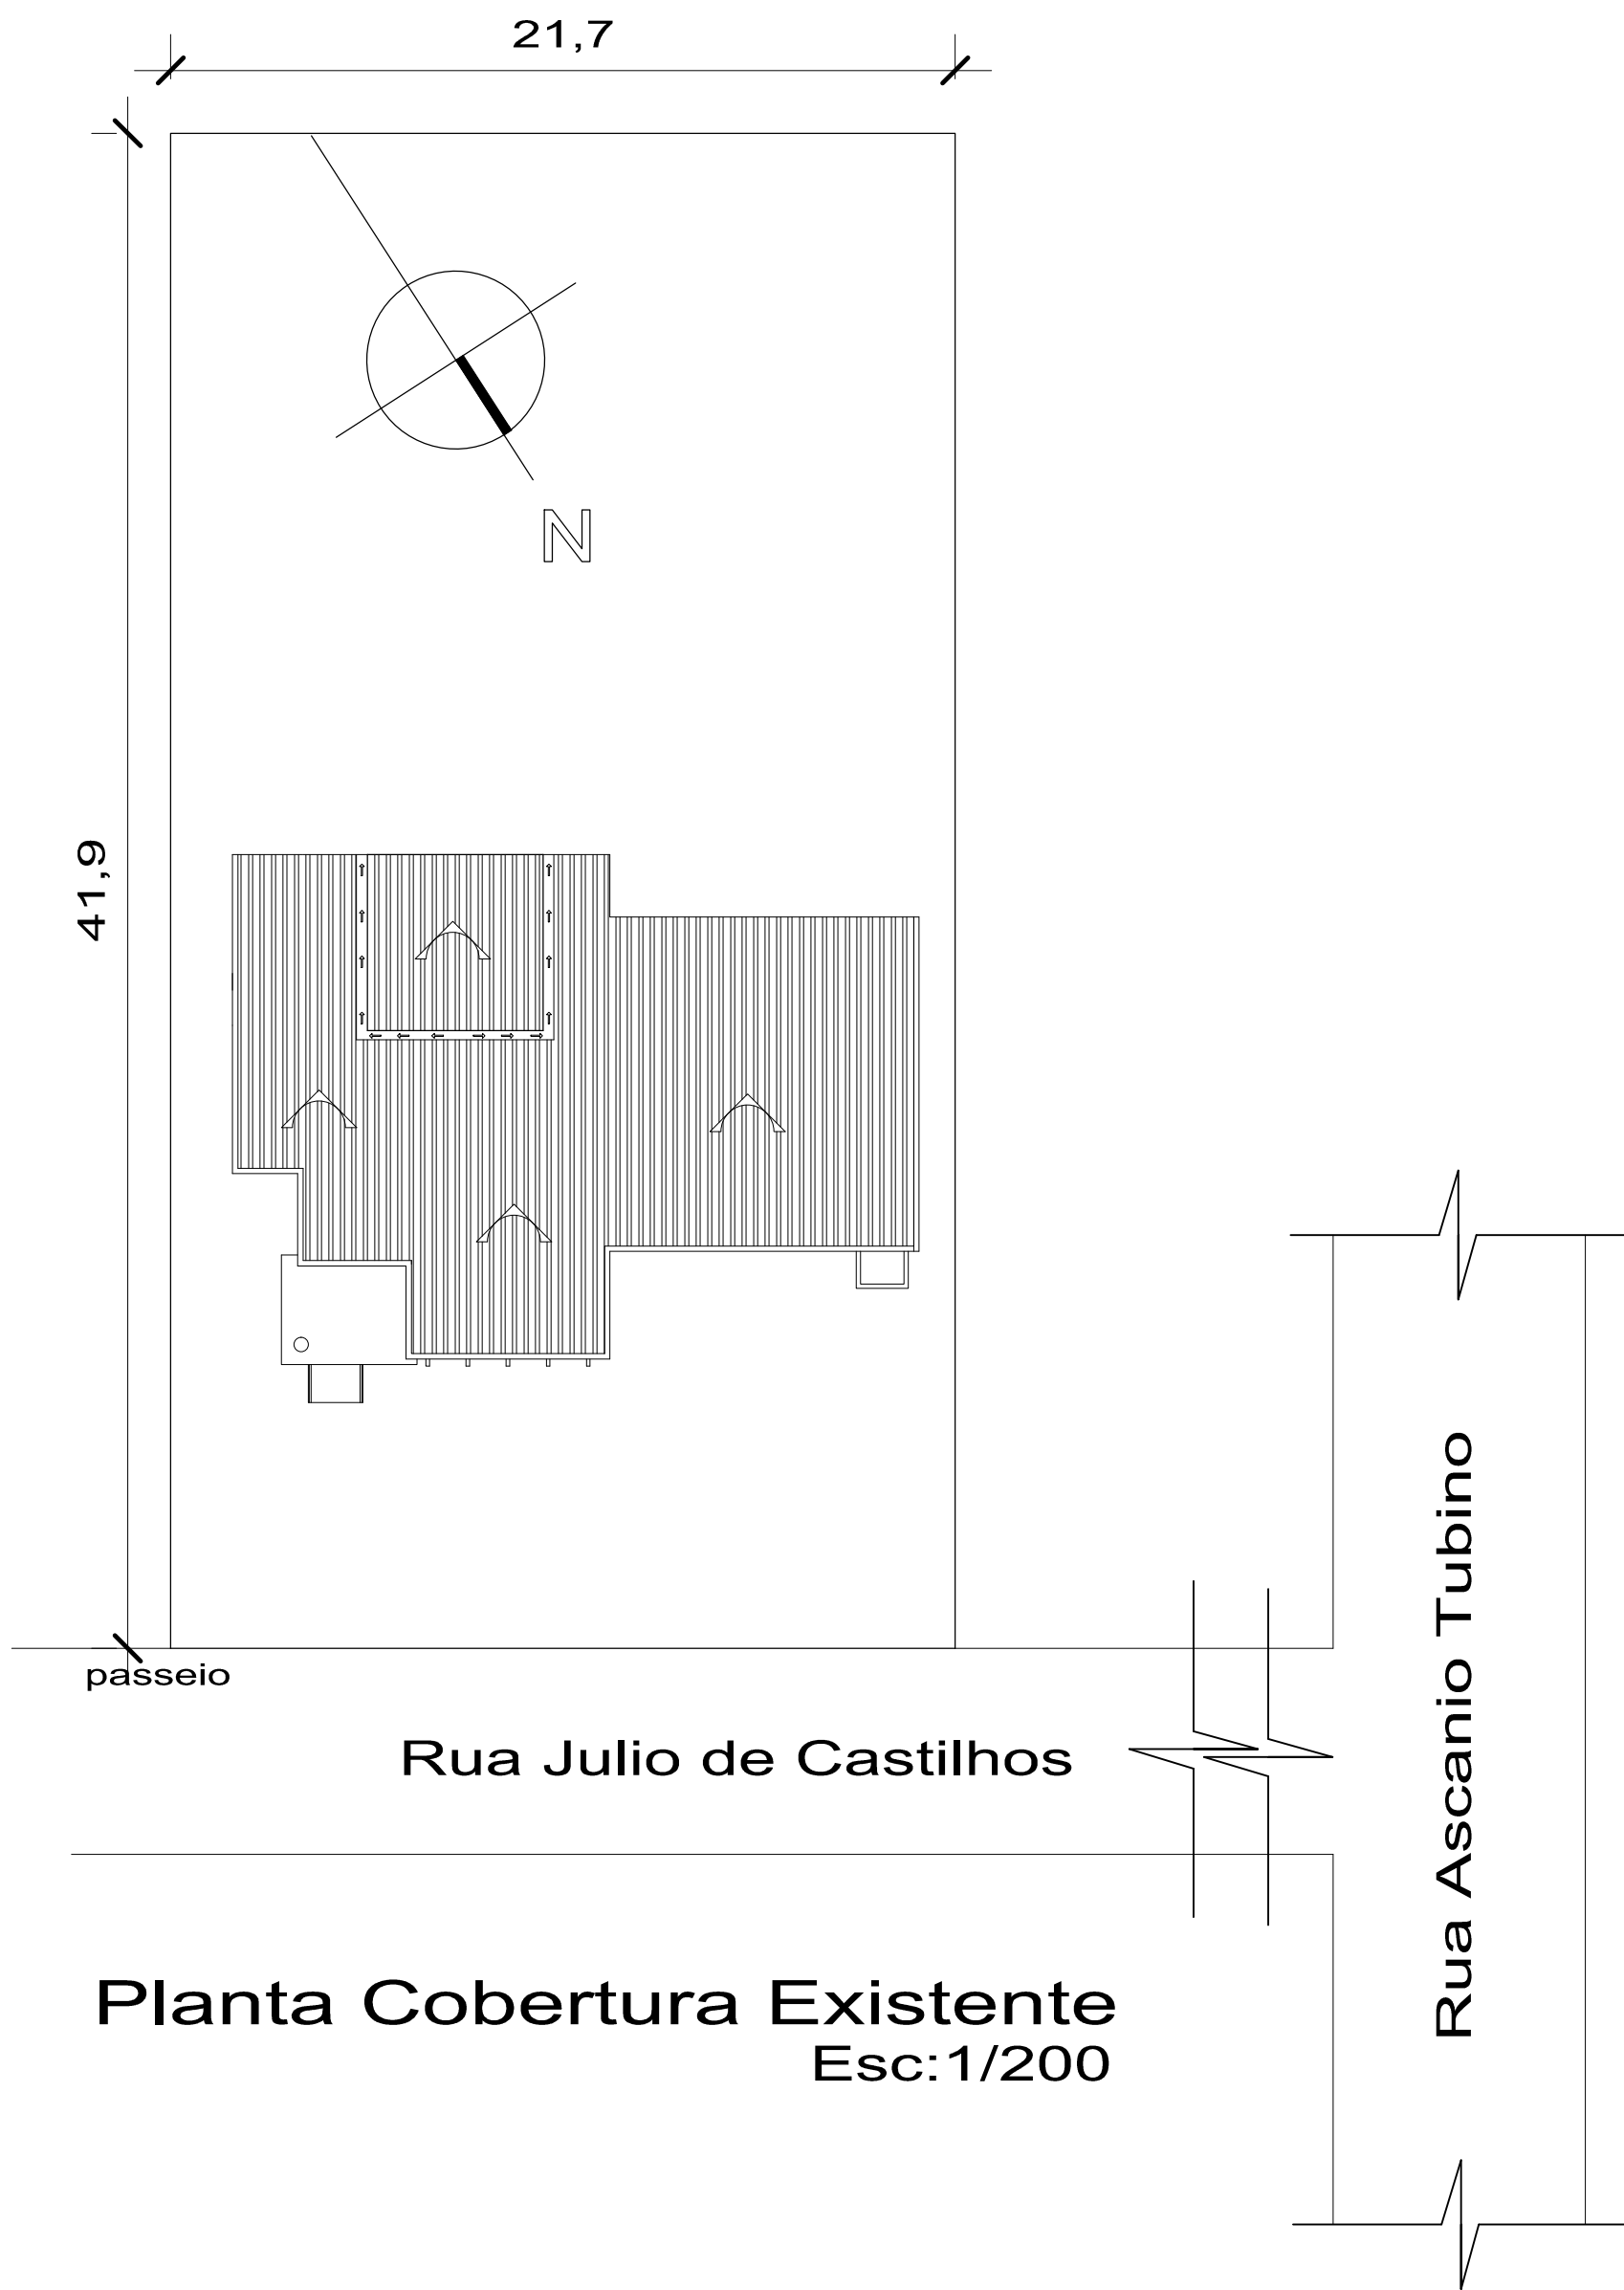 21,7
N
41,9
passeio
Rua Julio de Castilhos
Rua Ascanio Tubino
Planta Cobertura Existente
Esc:1/200